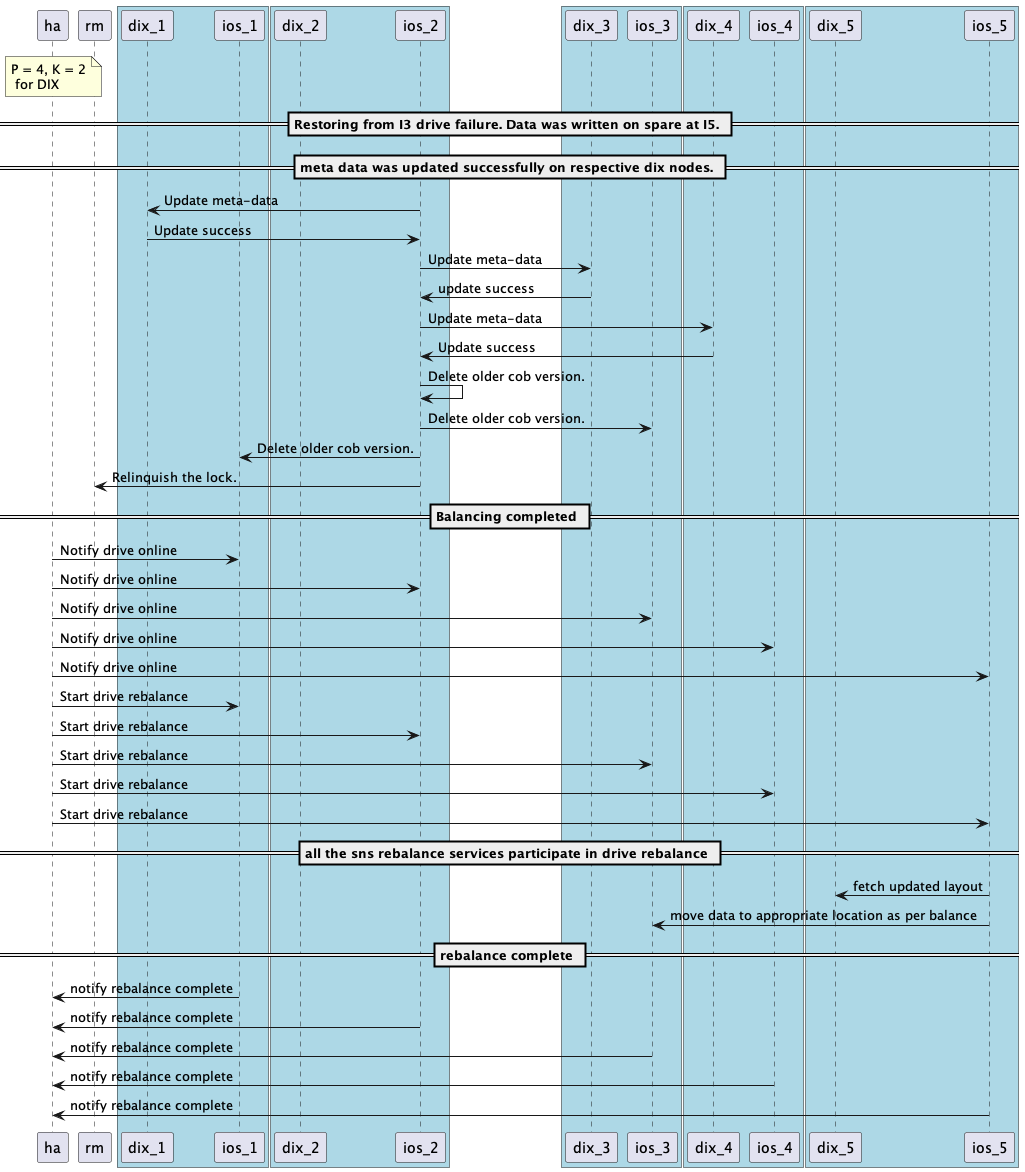 ha rm dix_1 ios_1 dix_2 ios_2 dix_3 ios_3 dix_4 ios_4 dix_5 ios_5
P = 4, K = 2
for DIX
Restoring from I3 drive failure. Data was written on spare at I5.
meta data was updated successfully on respective dix nodes.
Update meta-data
Update success
Update meta-data
update success
Update meta-data
Update success
Delete older cob version.
Delete older cob version.
Delete older cob version.
Relinquish the lock.
Balancing completed
Notify drive online
Notify drive online
Notify drive online
Notify drive online
Notify drive online
Start drive rebalance
Start drive rebalance
Start drive rebalance
Start drive rebalance
Start drive rebalance
all the sns rebalance services participate in drive rebalance
fetch updated layout
move data to appropriate location as per balance
rebalance complete
notify rebalance complete
notify rebalance complete
notify rebalance complete
notify rebalance complete
notify rebalance complete
ha rm dix_1 ios_1 dix_2 ios_2 dix_3 ios_3 dix_4 ios_4 dix_5 ios_5